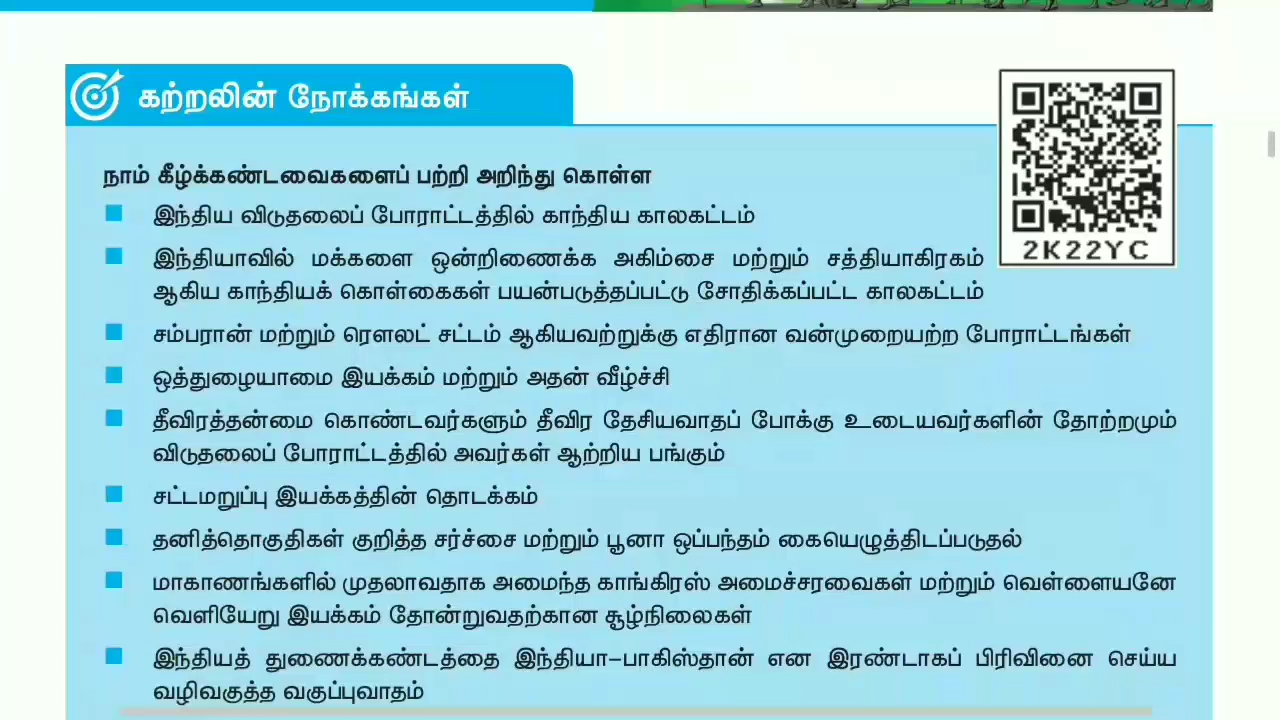 கற்றலின் நோக்கங்கள்
2K22YC
நாம் கீழ்க்கண்டவைகளைப் பற்றி அறிந்து கொள்ள
■ இந்திய விடுதலைப் போராட்டத்தில் காந்திய காலகட்டம்
■ இந்தியாவில் மக்களை ஒன்றிணைக்க அகிம்சை மற்றும் சத்தியாகிரகம்
ஆகிய காந்தியக் கொள்கைகள் பயன்படுத்தப்பட்டு சோதிக்கப்பட்ட காலகட்டம்
■ சம்பரான் மற்றும் ரௌலட் சட்டம் ஆகியவற்றுக்கு எதிரான வன்முறையற்ற போராட்டங்கள்
■ ஒத்துழையாமை இயக்கம் மற்றும் அதன் வீழ்ச்சி
■ தீவிரத்தன்மை கொண்டவர்களும் தீவிர தேசியவாதப் போக்கு உடையவர்களின் தோற்றமும்
விடுதலைப் போராட்டத்தில் அவர்கள் ஆற்றிய பங்கும்
■ சட்டமறுப்பு இயக்கத்தின் தொடக்கம்
■ தனித்தொகுதிகள் குறித்த சர்ச்சை மற்றும் பூனா ஒப்பந்தம் கையெழுத்திடப்படுதல்
■ மாகாணங்களில் முதலாவதாக அமைந்த காங்கிரஸ் அமைச்சரவைகள் மற்றும் வெள்ளையனே
வெளியேறு இயக்கம் தோன்றுவதற்கான சூழ்நிலைகள்
■ இந்தியத் துணைக்கண்டத்தை இந்தியா–பாகிஸ்தான் என இரண்டாகப் பிரிவினை செய்ய
வழிவகுத்த வகுப்புவாதம்